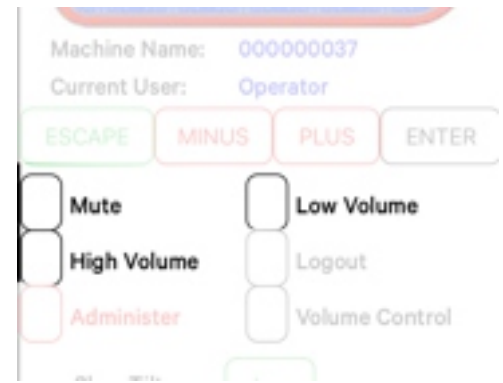 Machine Name: 000000037
Current User: Operator
ESCAPE MINUS PLUS ENTER
Mute Low Volume
High Volume Logout
Administer Volume Control